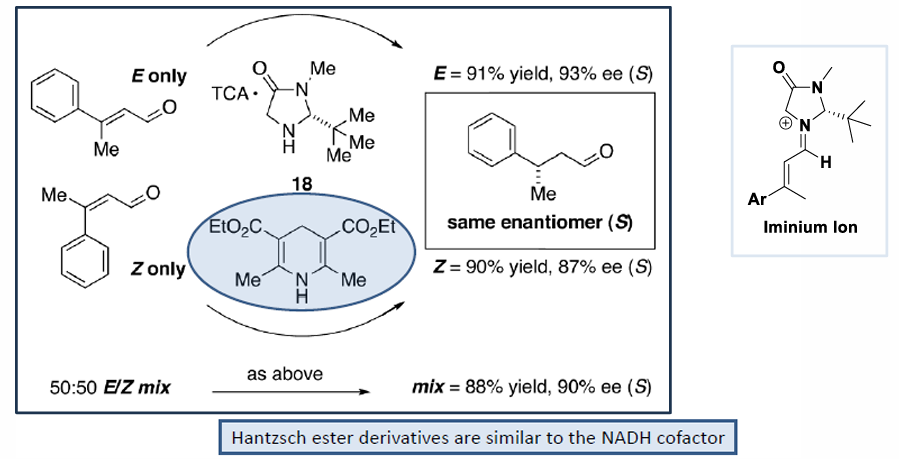 E only
O
Me
TCA •
O
N
Me
N
H
Me
Me
Me
18
E = 91% yield, 93% ee (S)
O
Me
same enantiomer (S)
Me
O
Z only
EtO₂C
CO₂Et
Me
N
H
Me
Z = 90% yield, 87% ee (S)
50:50 E/Z mix
as above
mix = 88% yield, 90% ee (S)
O
N
⊕
N
H
Ar
Iminium Ion
Hantzsch ester derivatives are similar to the NADH cofactor